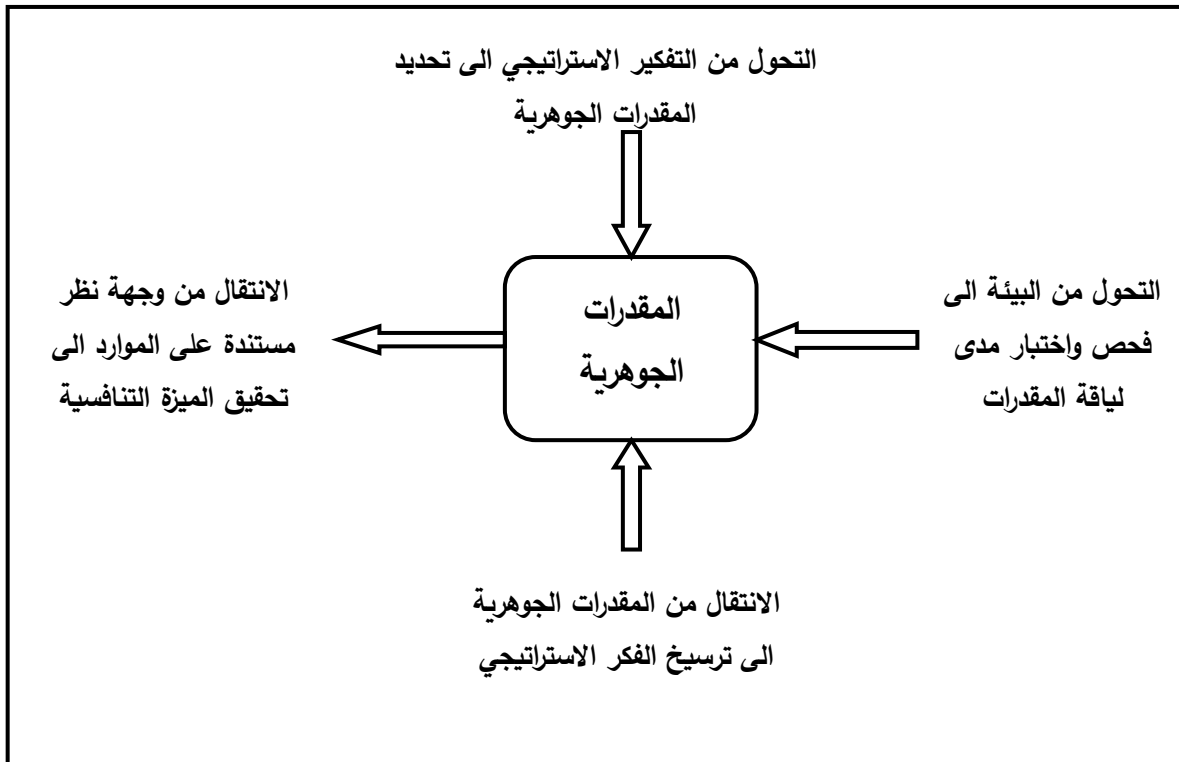 التحول من التفكير الاستراتيجي الى تحديد
المقدرات الجوهرية
التحول من البيئة الى
فحص واختبار مدى
لياقة المقدرات
المقدرات
الجوهرية
الانتقال من وجهة نظر
مستندة على الموارد الى
تحقيق الميزة التنافسية
الانتقال من المقدرات الجوهرية
الى ترسيخ الفكر الاستراتيجي